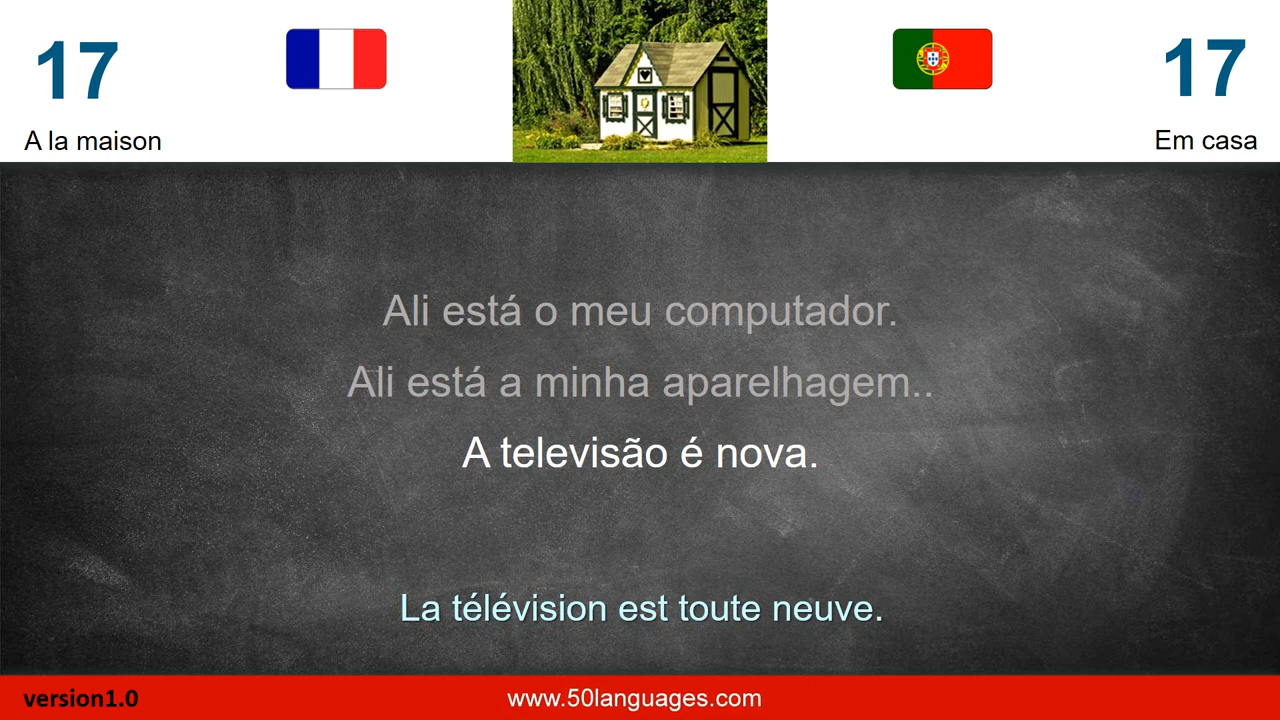 17
17
A la maison
Em casa
Ali está o meu computador.
Ali está a minha aparelhagem..
A televisão é nova.
La télévision est toute neuve.
version1.0
www.50languages.com